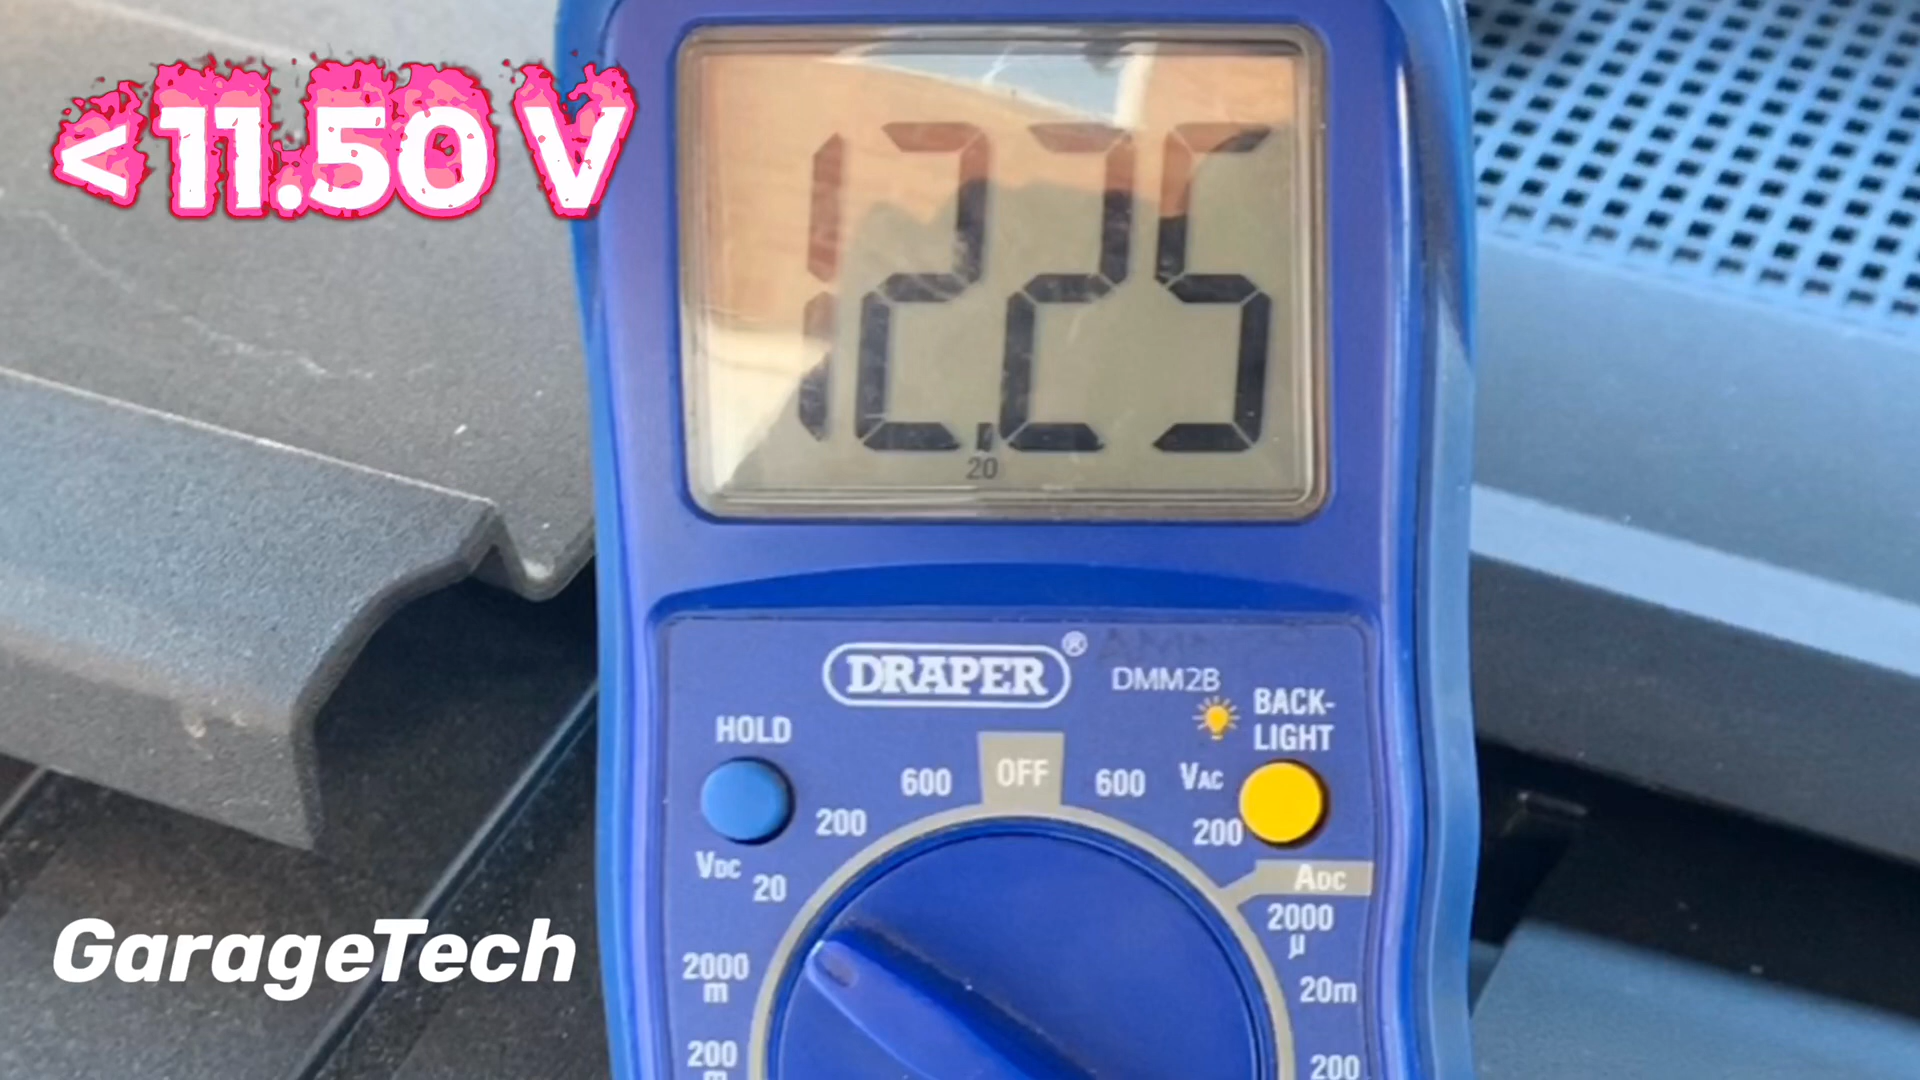 <11.50 V
12.25
20
DRAPER®
DMM2B
HOLD
BACK-
LIGHT
600
OFF
600
VAC
200
200
VDC
20
ADC
2000
µ
2000
m
20m
200
m
200
GarageTech